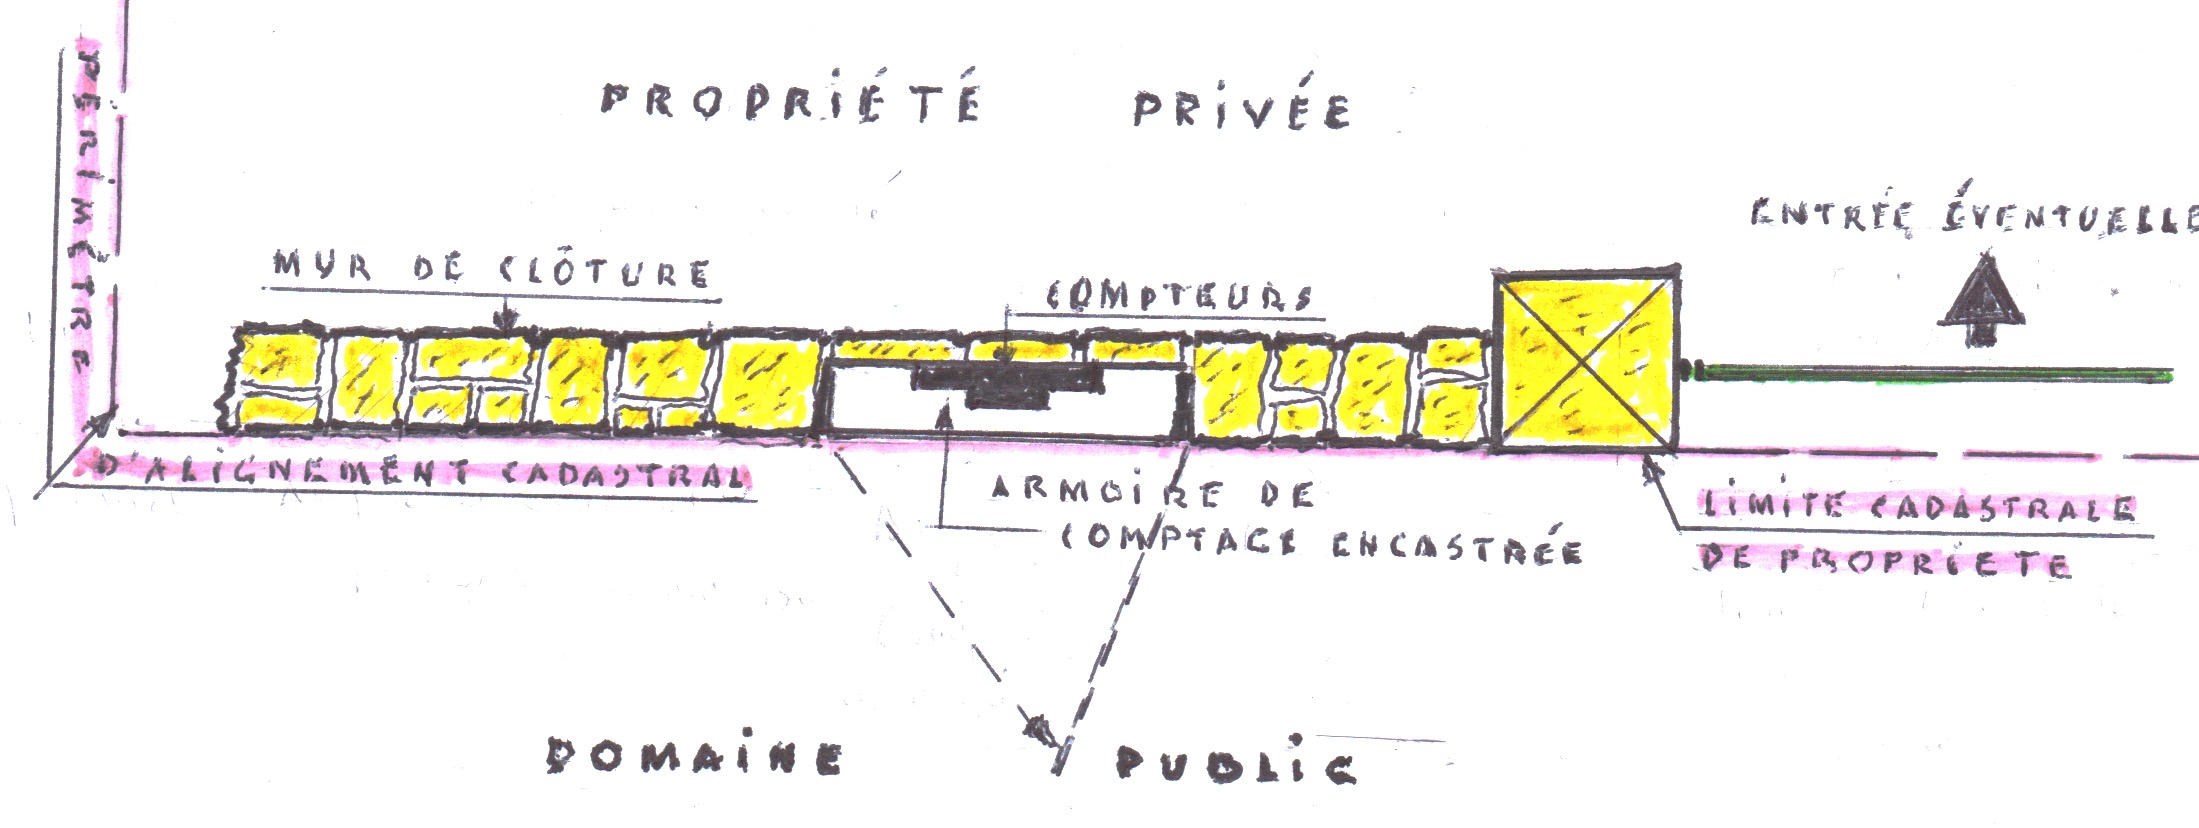 PROPRIÉTÉ PRIVÉE
PÉRIMÈTRE
ENTRÉE ÉVENTUELLE
MUR DE CLÔTURE
COMPTEURS
D'ALIGNEMENT CADASTRAL
ARMOIRE DE
COMPTAGE ENCASTRÉE
LIMITE CADASTRALE
DE PROPRIETE
DOMAINE PUBLIC